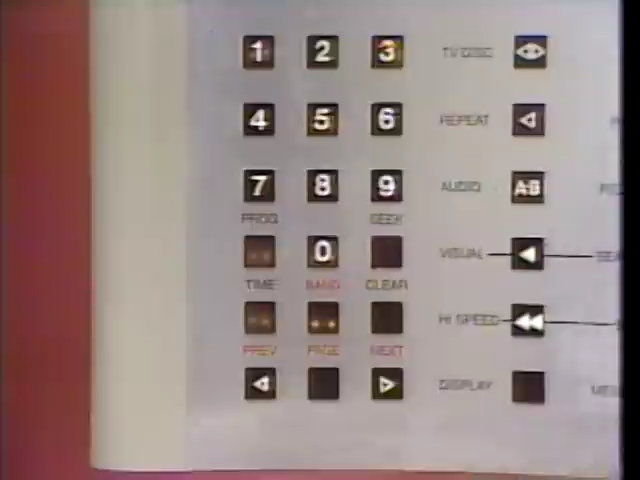 1 2 3 TV DISC
4 5 6 REPEAT
7 8 9 AUDIO AB
PROG SEEK
0 VISUAL
TIME BAND CLEAR
HI SPEED
PREV PAGE NEXT
DISPLAY